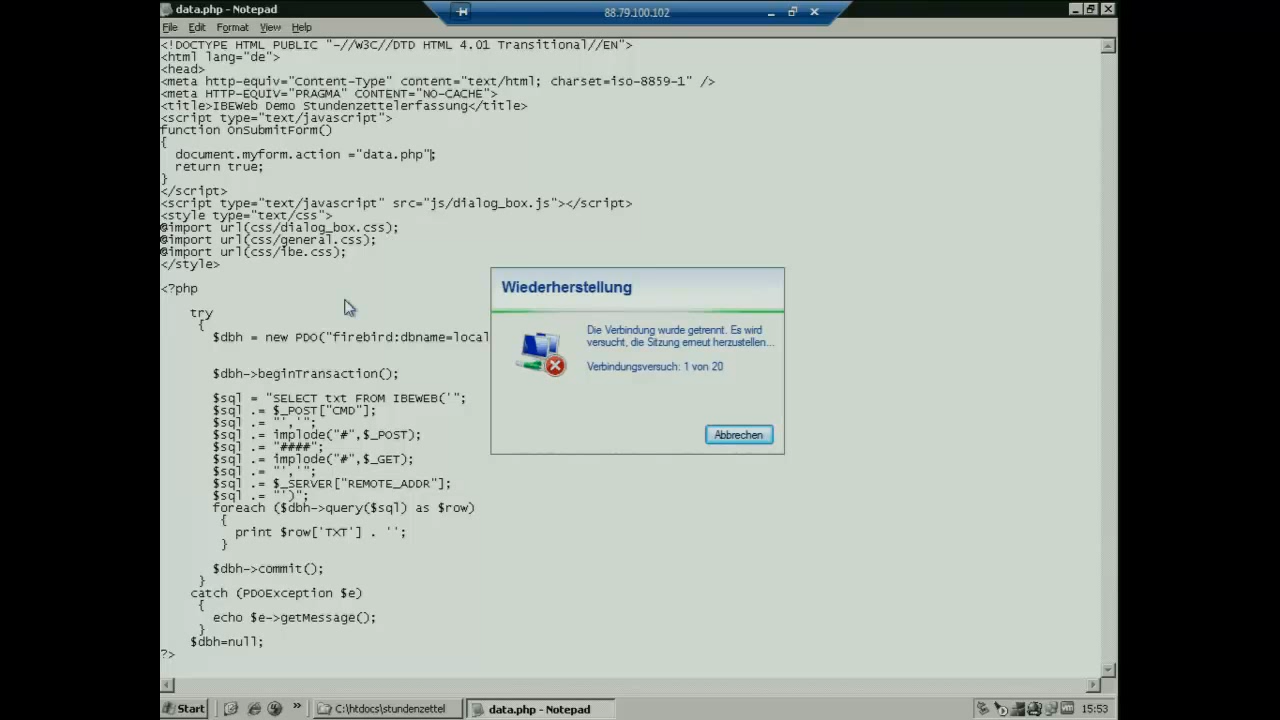 data.php - Notepad
88.79.100.102
File Edit Format View Help
<!DOCTYPE HTML PUBLIC "-//W3C//DTD HTML 4.01 Transitional//EN">
<html lang="de">
<head>
<meta http-equiv="Content-Type" content="text/html; charset=iso-8859-1" />
<meta HTTP-EQUIV="PRAGMA" CONTENT="NO-CACHE">
<title>IBEWeb Demo Stundenzettelerfassung</title>
<script type="text/javascript">
function OnSubmitForm()
{
document.myform.action ="data.php";
return true;
}
</script>
<script type="text/javascript" src="js/dialog_box.js"></script>
<style type="text/css">
@import url(css/dialog_box.css);
@import url(css/general.css);
@import url(css/ibe.css);
</style>
<?php
try
{
$dbh = new PDO("firebird:dbname=local
$dbh->beginTransaction();
$sql = "SELECT txt FROM IBEWEB('";
$sql .= $_POST["CMD"];
$sql .= "','";
$sql .= implode("#",$_POST);
$sql .= "####";
$sql .= implode("#",$_GET);
$sql .= "','";
$sql .= $_SERVER["REMOTE_ADDR"];
$sql .= "')";
foreach ($dbh->query($sql) as $row)
{
print $row['TXT'] . '';
}
$dbh->commit();
}
catch (PDOException $e)
{
echo $e->getMessage();
}
$dbh=null;
?>
Wiederherstellung
Die Verbindung wurde getrennt. Es wird
versucht, die Sitzung erneut herzustellen...
Verbindungsversuch: 1 von 20
Abbrechen
Start
C:\htdocs\stundenzettel
data.php - Notepad
15:53